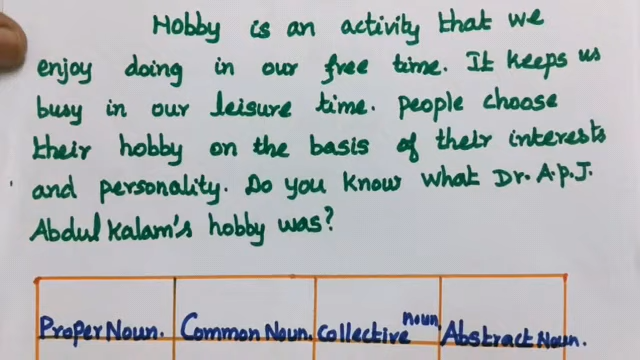 Hobby is an activity that we
enjoy doing in our free time. It keeps us
busy in our leisure time. People choose
their hobby on the basis of their interests
and personality. Do you know what Dr. A.P.J.
Abdul Kalam's hobby was?
Proper Noun. Common Noun. Collective noun. Abstract Noun.